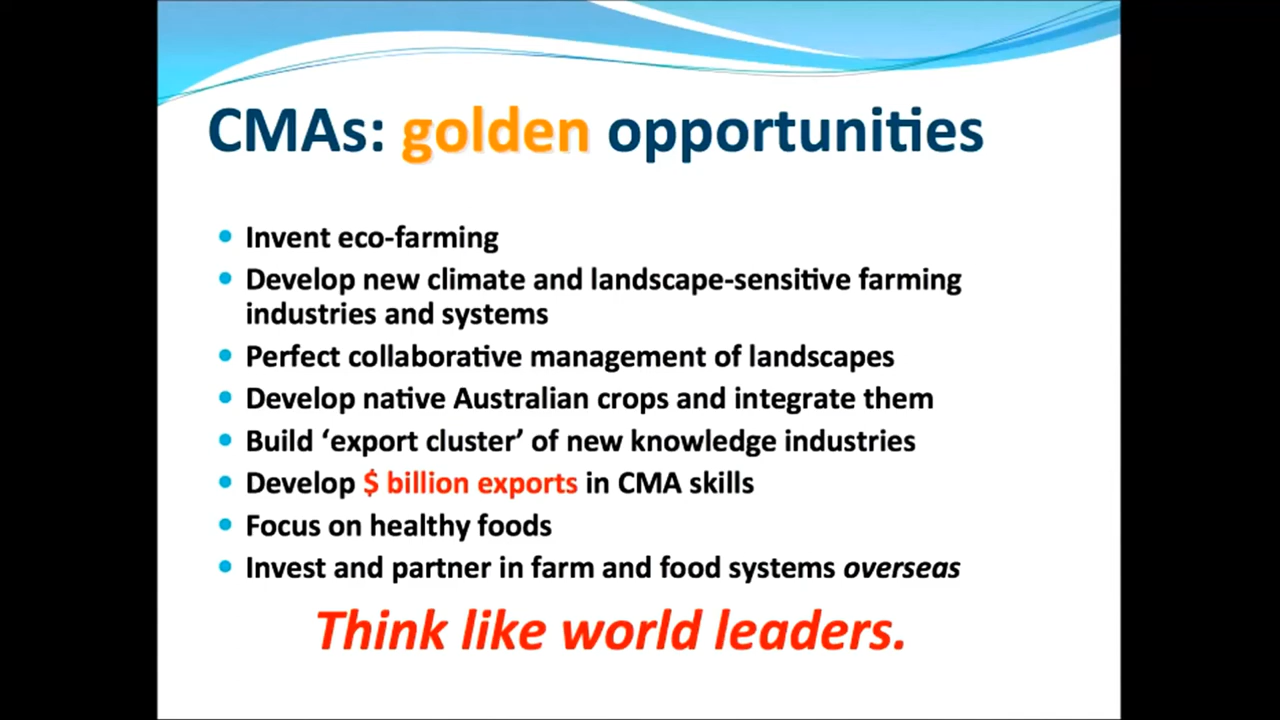 CMAs: golden opportunities
Invent eco-farming
Develop new climate and landscape-sensitive farming
industries and systems
Perfect collaborative management of landscapes
Develop native Australian crops and integrate them
Build ‘export cluster’ of new knowledge industries
Develop $ billion exports in CMA skills
Focus on healthy foods
Invest and partner in farm and food systems overseas
Think like world leaders.